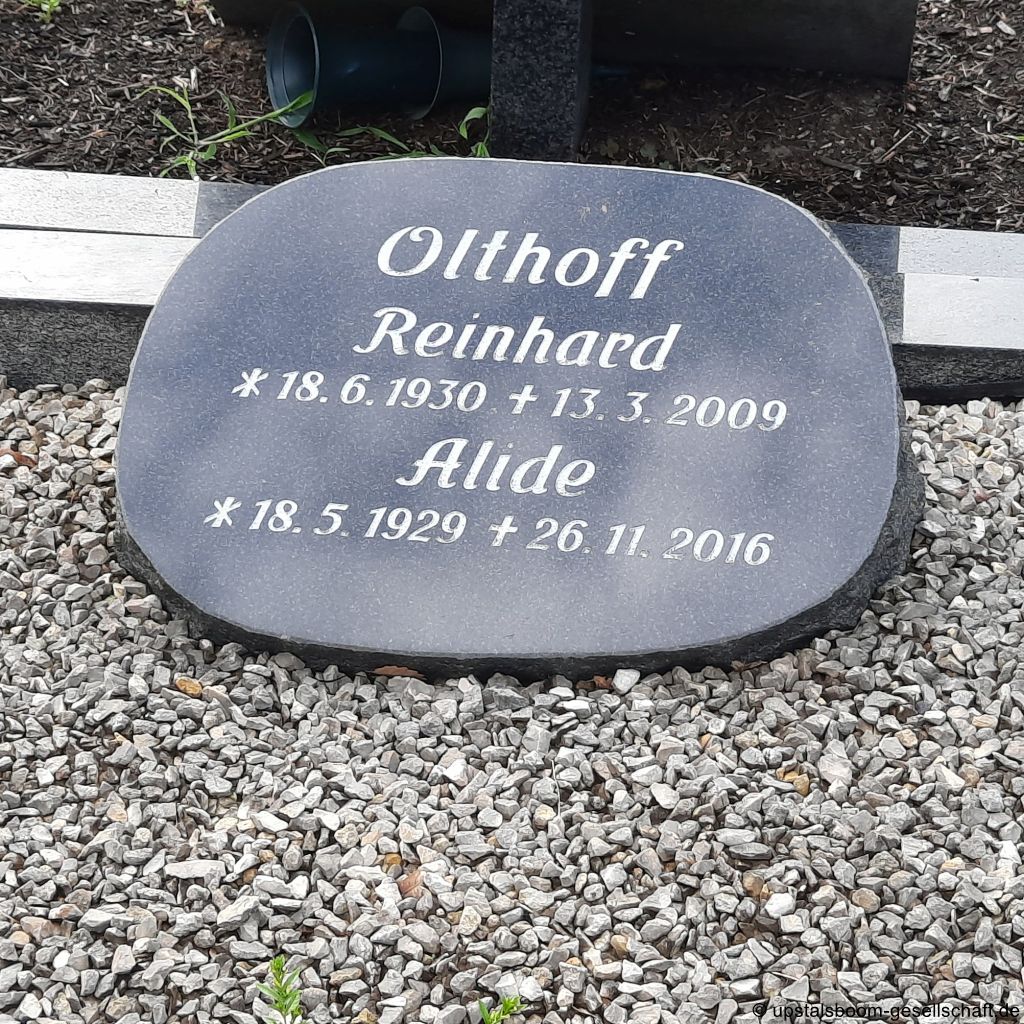 Olthoff
Reinhard
* 18. 6. 1930 ✝ 13. 3. 2009
Alide
* 18. 5. 1929 ✝ 26. 11. 2016
© upstalsboom-gesellschaft.de